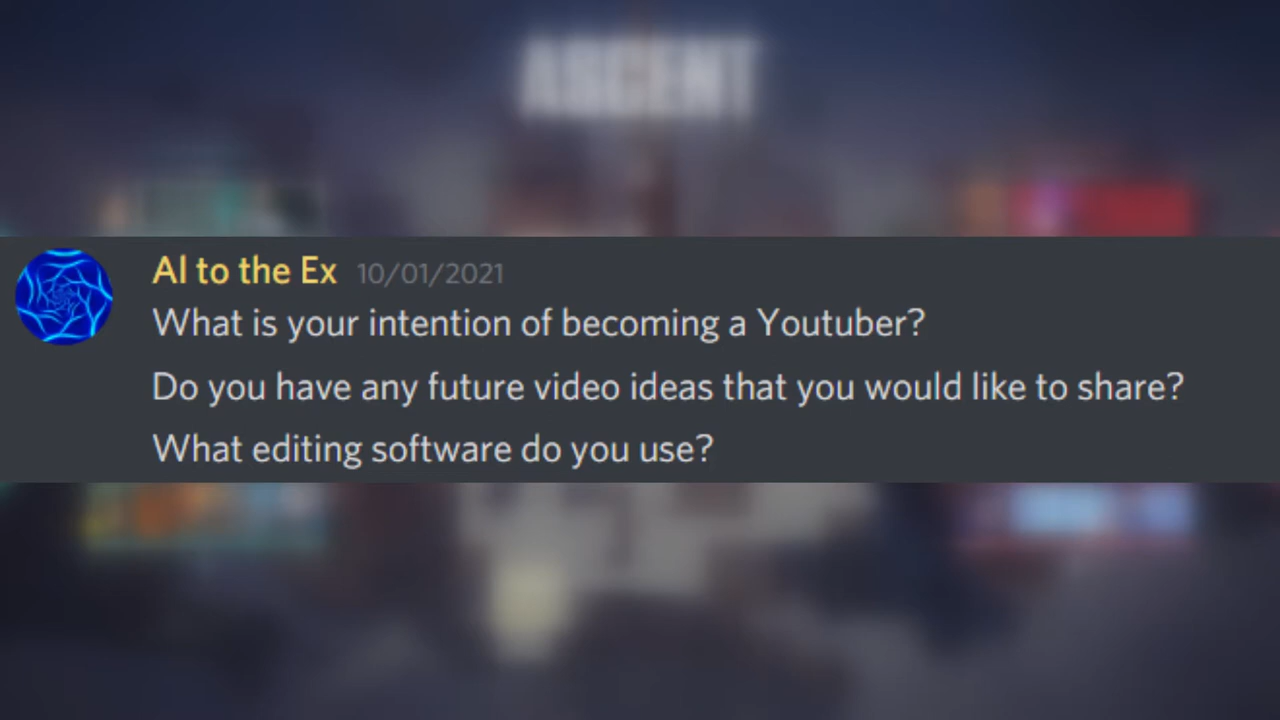 ASCENT
Al to the Ex 10/01/2021
What is your intention of becoming a Youtuber?
Do you have any future video ideas that you would like to share?
What editing software do you use?